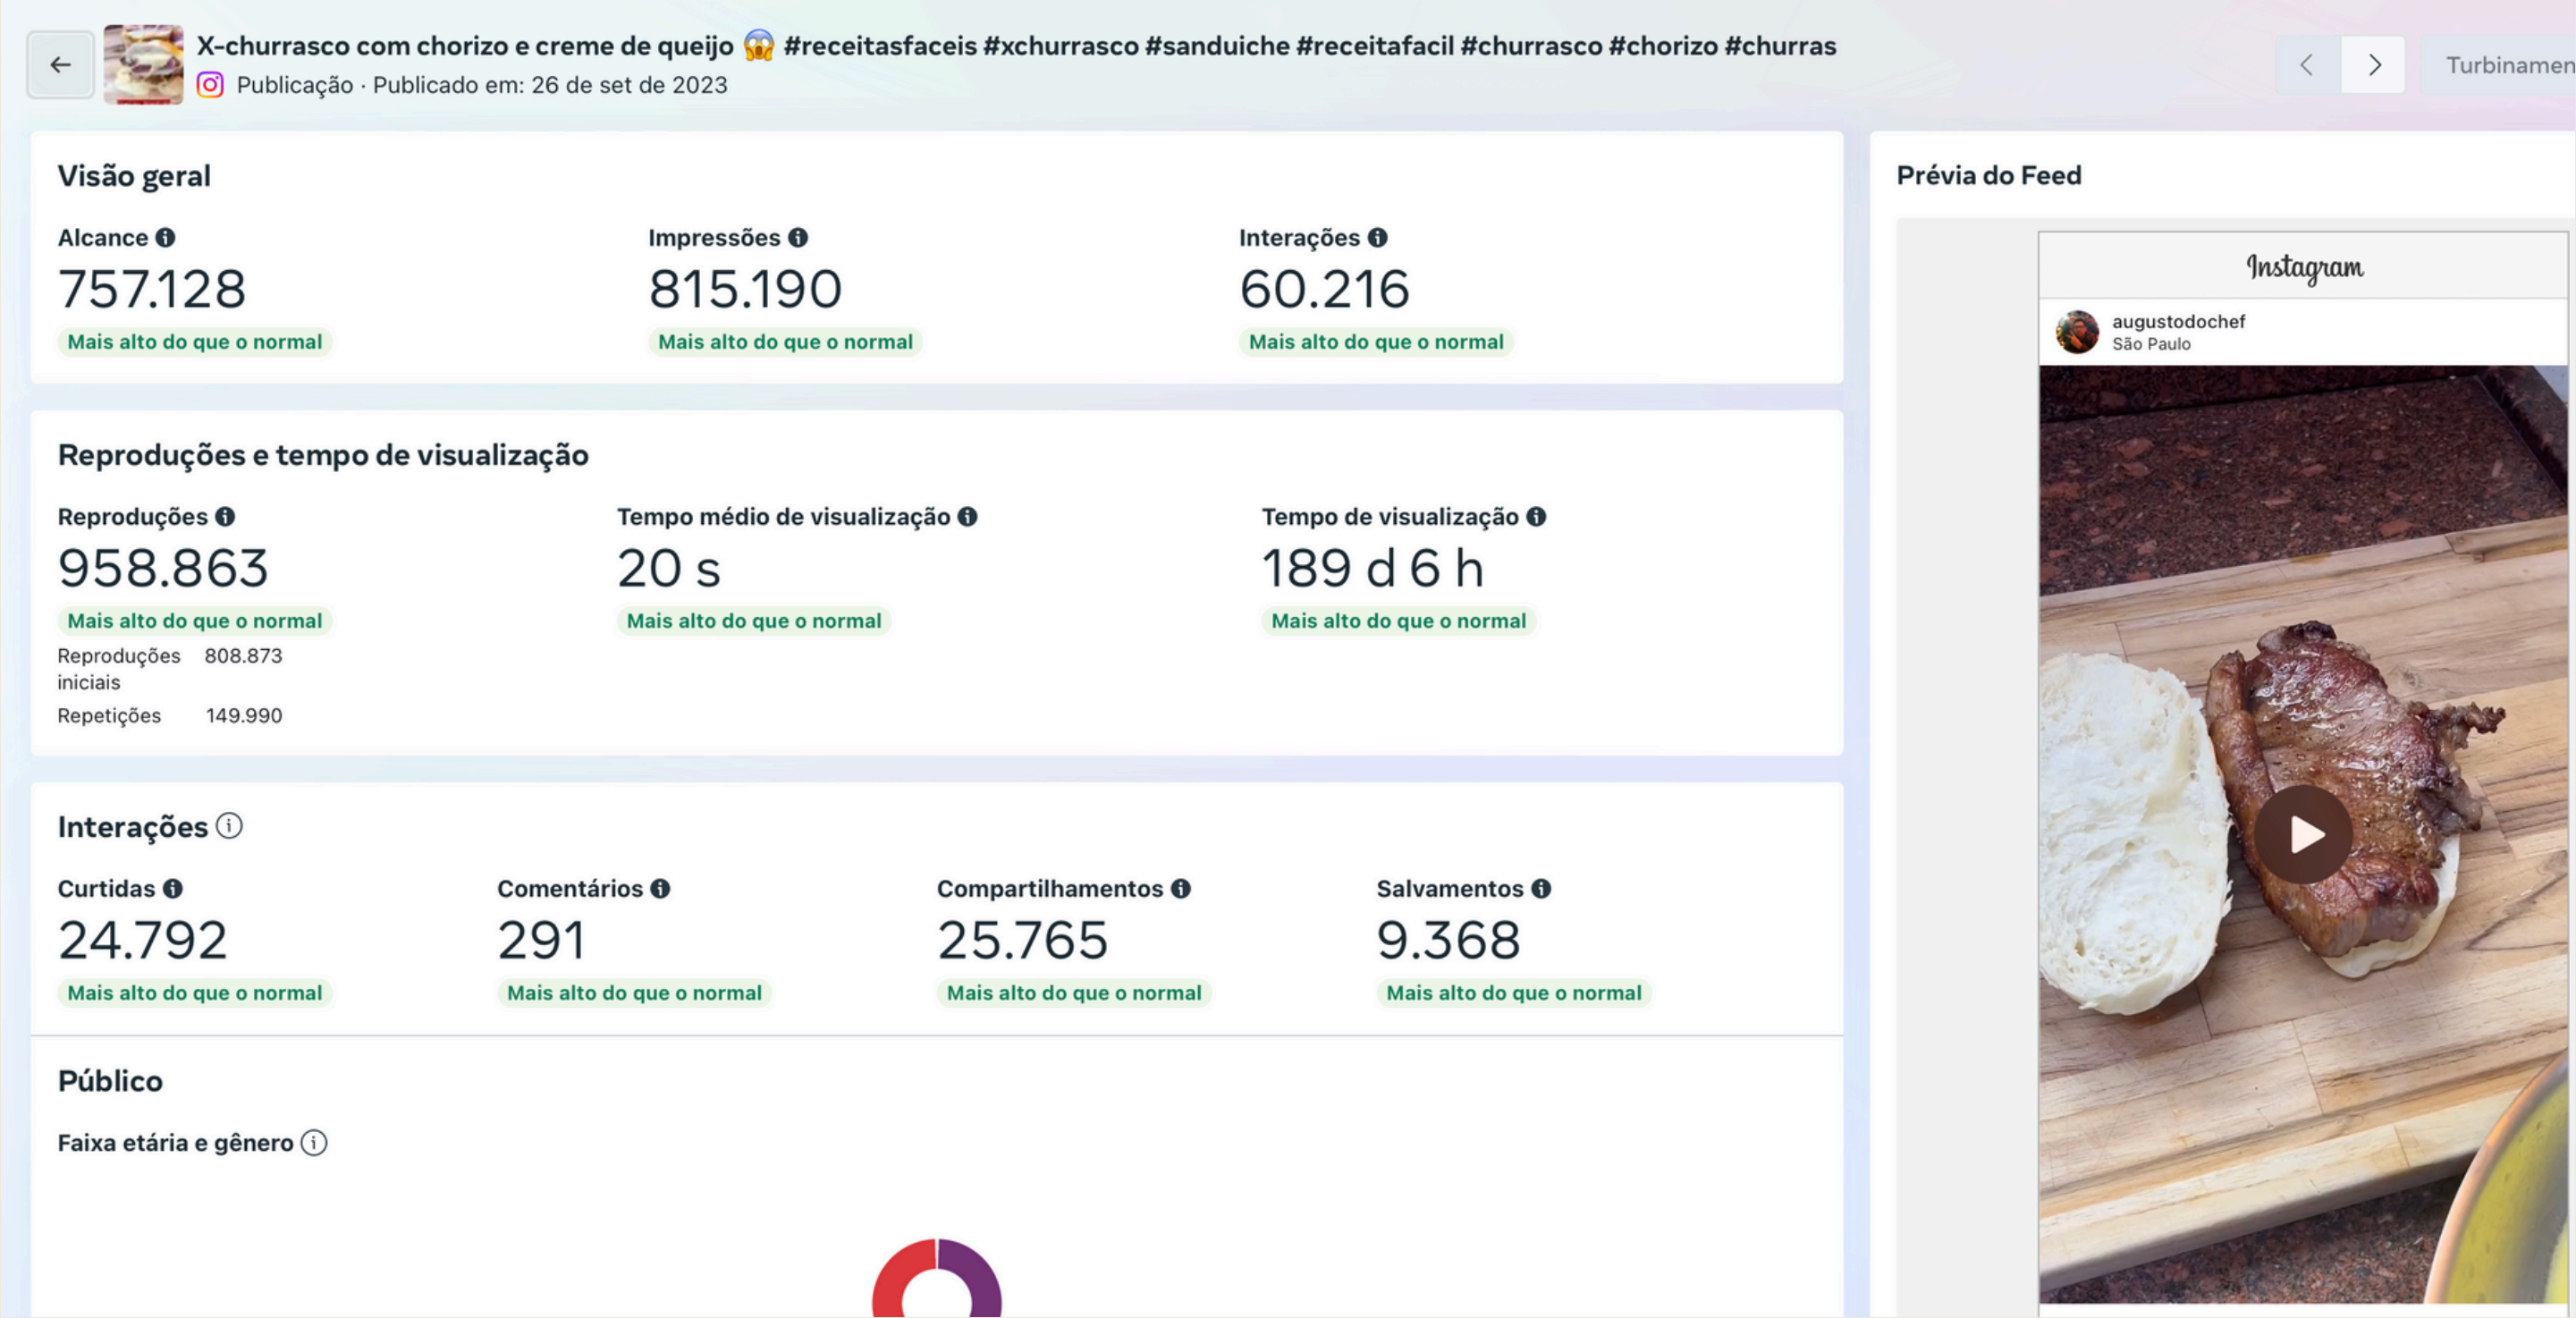 X-churrasco com chorizo e creme de queijo 😱 #receitasfaceis #xchurrasco #sanduiche #receitafacil #churrasco #chorizo #churras
Publicação · Publicado em: 26 de set de 2023
Visão geral
Alcance
Impressões
Interações
757.128
815.190
60.216
Mais alto do que o normal
Mais alto do que o normal
Mais alto do que o normal
Reproduções e tempo de visualização
Reproduções
Tempo médio de visualização
Tempo de visualização
958.863
20 s
189 d 6 h
Mais alto do que o normal
Mais alto do que o normal
Mais alto do que o normal
Reproduções iniciais 808.873
Repetições 149.990
Interações
Curtidas
Comentários
Compartilhamentos
Salvamentos
24.792
291
25.765
9.368
Mais alto do que o normal
Mais alto do que o normal
Mais alto do que o normal
Mais alto do que o normal
Público
Faixa etária e gênero
Turbinamen
Prévia do Feed
Instagram
augustodochef
São Paulo